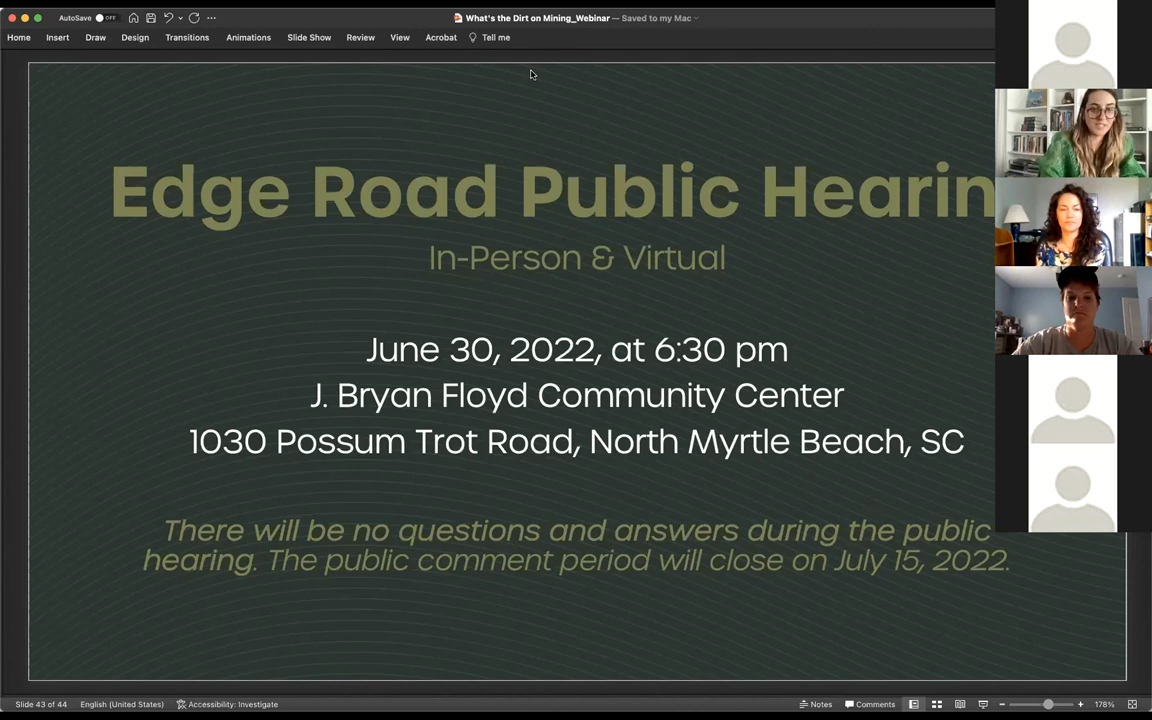 AutoSave OFF
What's the Dirt on Mining_Webinar — Saved to my Mac
Home Insert Draw Design Transitions Animations Slide Show Review View Acrobat Tell me
Edge Road Public Hearin
In-Person & Virtual
June 30, 2022, at 6:30 pm
J. Bryan Floyd Community Center
1030 Possum Trot Road, North Myrtle Beach, SC
There will be no questions and answers during the public
hearing. The public comment period will close on July 15, 2022.
Slide 43 of 44 English (United States) Accessibility: Investigate Notes Comments 178%